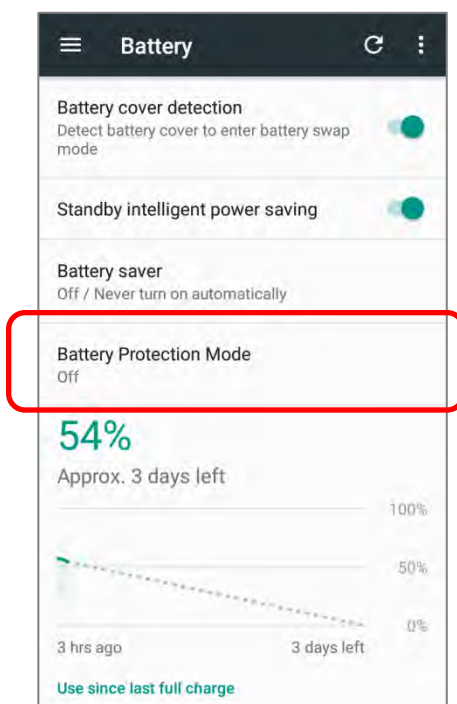 Battery
Battery cover detection
Detect battery cover to enter battery swap
mode
Standby intelligent power saving
Battery saver
Off / Never turn on automatically
Battery Protection Mode
Off
54%
Approx. 3 days left
100%
50%
0%
3 hrs ago 3 days left
Use since last full charge